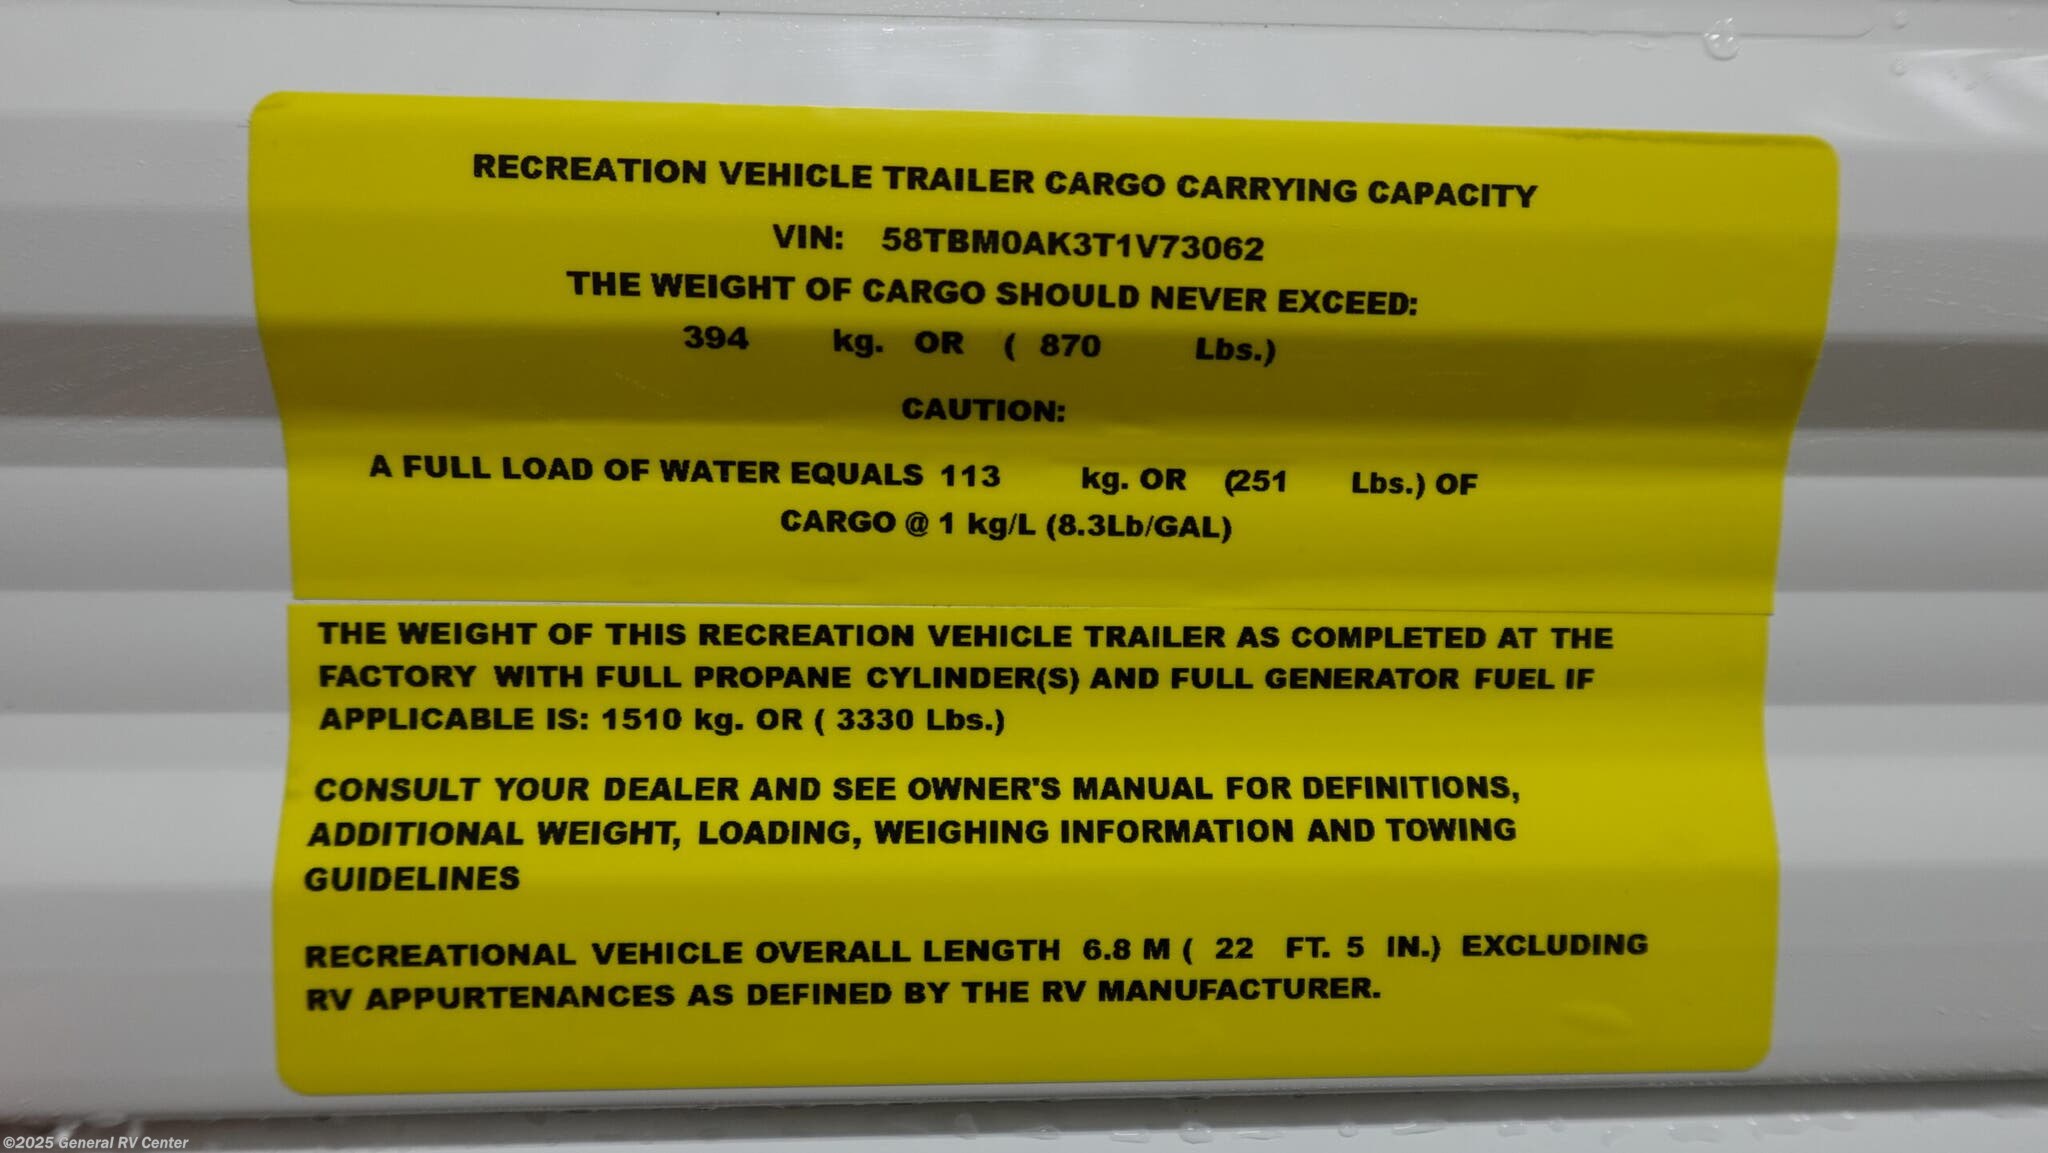 RECREATION VEHICLE TRAILER CARGO CARRYING CAPACITY
VIN: 58TBM0AK3T1V73062
THE WEIGHT OF CARGO SHOULD NEVER EXCEED:
394 kg. OR ( 870 Lbs.)
CAUTION:
A FULL LOAD OF WATER EQUALS 113 kg. OR (251 Lbs.) OF
CARGO @ 1 kg/L (8.3Lb/GAL)
THE WEIGHT OF THIS RECREATION VEHICLE TRAILER AS COMPLETED AT THE
FACTORY WITH FULL PROPANE CYLINDER(S) AND FULL GENERATOR FUEL IF
APPLICABLE IS: 1510 kg. OR ( 3330 Lbs.)
CONSULT YOUR DEALER AND SEE OWNER'S MANUAL FOR DEFINITIONS,
ADDITIONAL WEIGHT, LOADING, WEIGHING INFORMATION AND TOWING
GUIDELINES
RECREATIONAL VEHICLE OVERALL LENGTH 6.8 M ( 22 FT. 5 IN.) EXCLUDING
RV APPURTENANCES AS DEFINED BY THE RV MANUFACTURER.
©2025 General RV Center